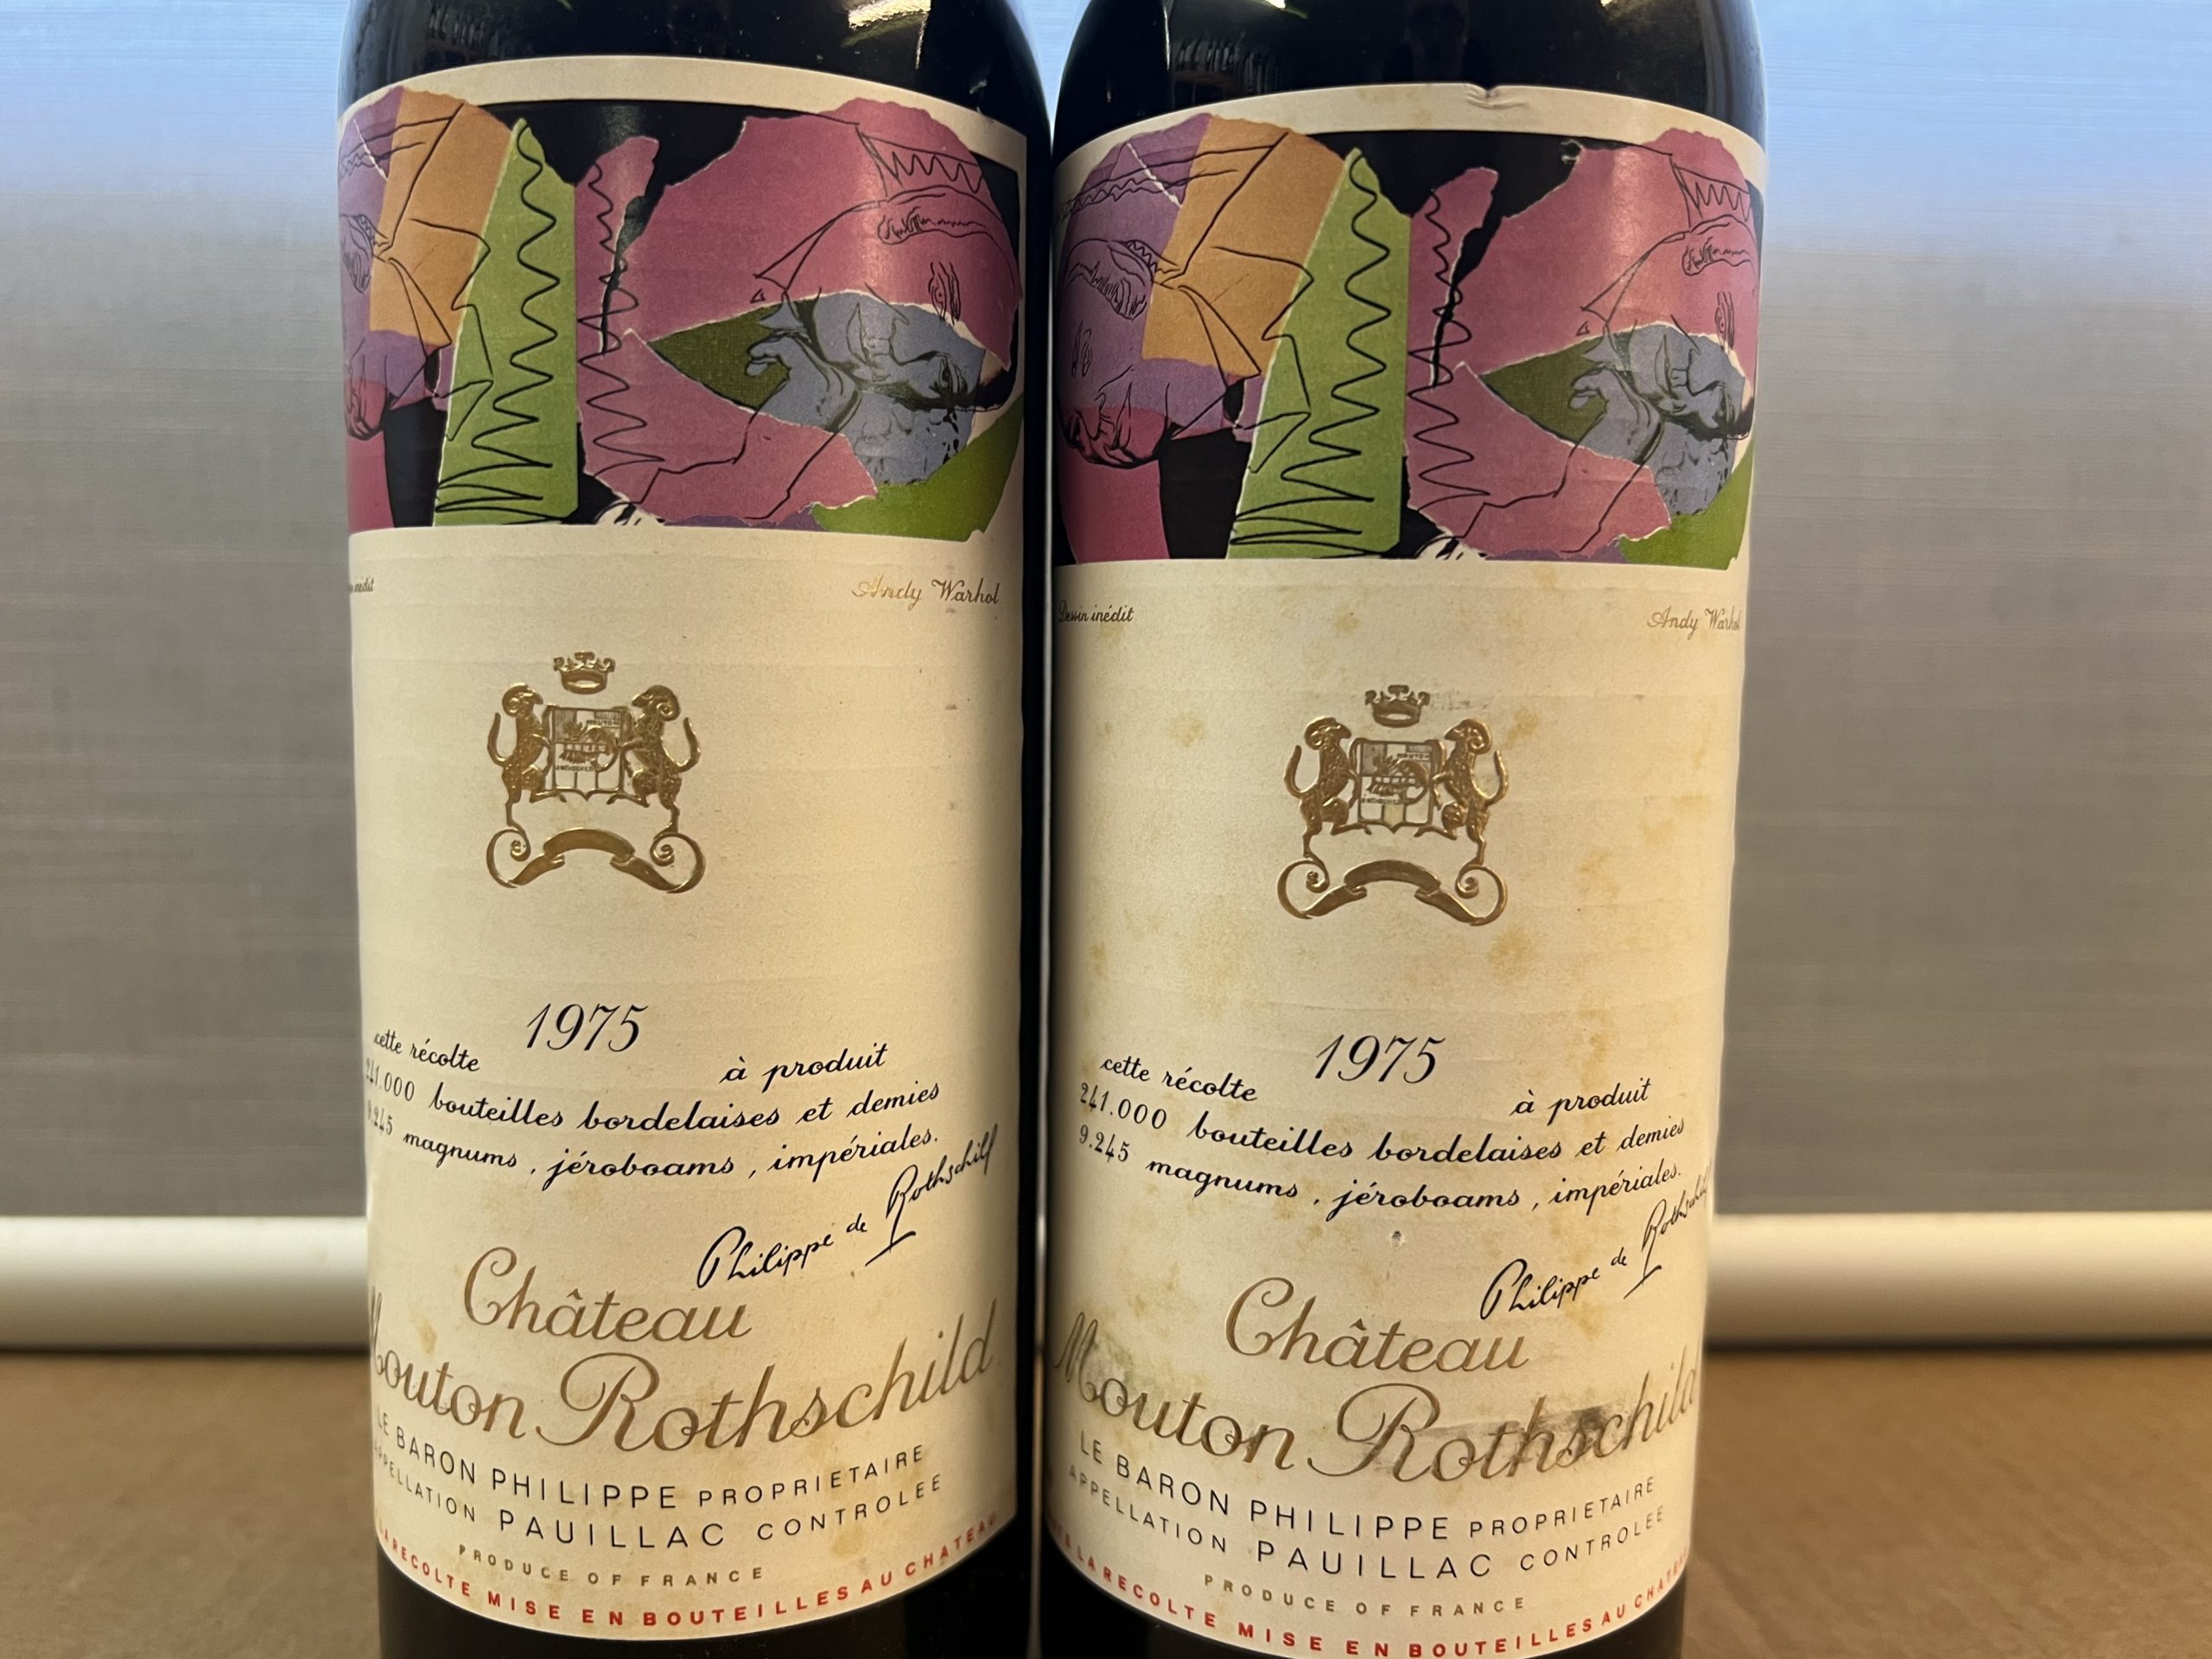 inédit
Andy Warhol
1975
cette récolte
à produit
241.000 bouteilles bordelaises et demies
9.245 magnums, jéroboams, impériales.
Philippe de Rothschild
Château
Mouton Rothschild
LE BARON PHILIPPE PROPRIETAIRE
APPELLATION PAUILLAC CONTROLEE
PRODUCE OF FRANCE
LA RECOLTE MISE EN BOUTEILLES AU CHATEAU
Dessin inédit
Andy Warhol
1975
cette récolte
à produit
241.000 bouteilles bordelaises et demies
9.245 magnums, jéroboams, impériales.
Philippe de Rothschild
Château
Mouton Rothschild
LE BARON PHILIPPE PROPRIETAIRE
APPELLATION PAUILLAC CONTROLEE
PRODUCE OF FRANCE
LA RECOLTE MISE EN BOUTEILLES AU CHATEAU